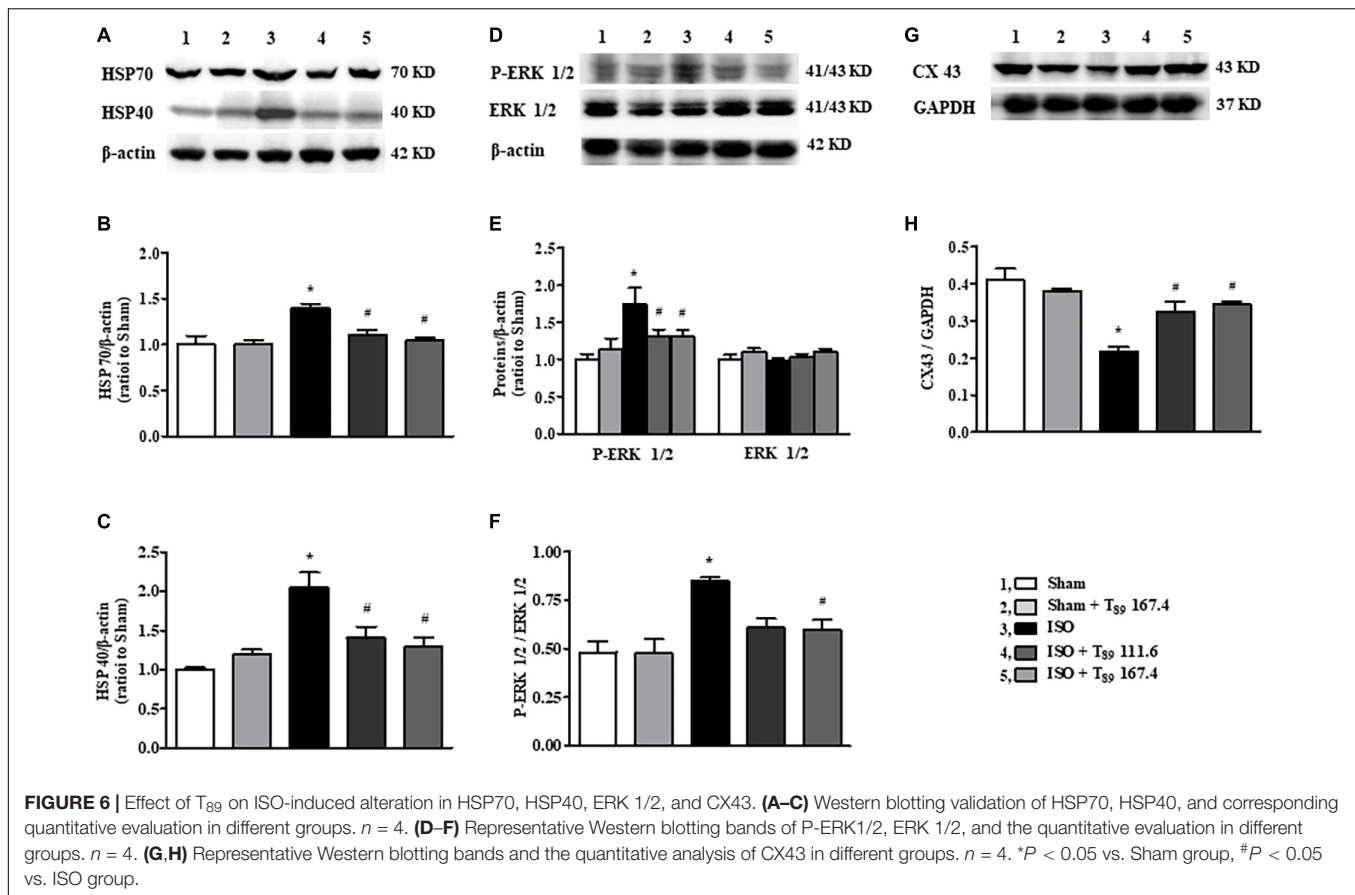 A
1 2 3 4 5
HSP70 70 KD
HSP40 40 KD
β-actin 42 KD
D
1 2 3 4 5
P-ERK 1/2 41/43 KD
ERK 1/2 41/43 KD
β-actin 42 KD
G
1 2 3 4 5
CX 43 43 KD
GAPDH 37 KD
B
HSP70/β-actin
(ratioi to Sham)
2.0
1.5
1.0
0.5
0.0
*
#
#
E
Proteins/β-actin
(ratioi to Sham)
2.5
2.0
1.5
1.0
0.5
0.0
*
# #
P-ERK 1/2 ERK 1/2
H
CX43 / GAPDH
0.5
0.4
0.3
0.2
0.1
0.0
*
#
#
C
HSP40/β-actin
(ratioi to Sham)
2.5
2.0
1.5
1.0
0.5
0.0
*
#
#
F
P-ERK 1/2 / ERK 1/2
1.00
0.75
0.50
0.25
0.00
*
#
1, Sham
2, Sham + T89 167.4
3, ISO
4, ISO + T89 111.6
5, ISO + T89 167.4
FIGURE 6 | Effect of T89 on ISO-induced alteration in HSP70, HSP40, ERK 1/2, and CX43. (A–C) Western blotting validation of HSP70, HSP40, and corresponding
quantitative evaluation in different groups. n = 4. (D–F) Representative Western blotting bands of P-ERK1/2, ERK 1/2, and the quantitative evaluation in different
groups. n = 4. (G,H) Representative Western blotting bands and the quantitative analysis of CX43 in different groups. n = 4. *P < 0.05 vs. Sham group, #P < 0.05
vs. ISO group.